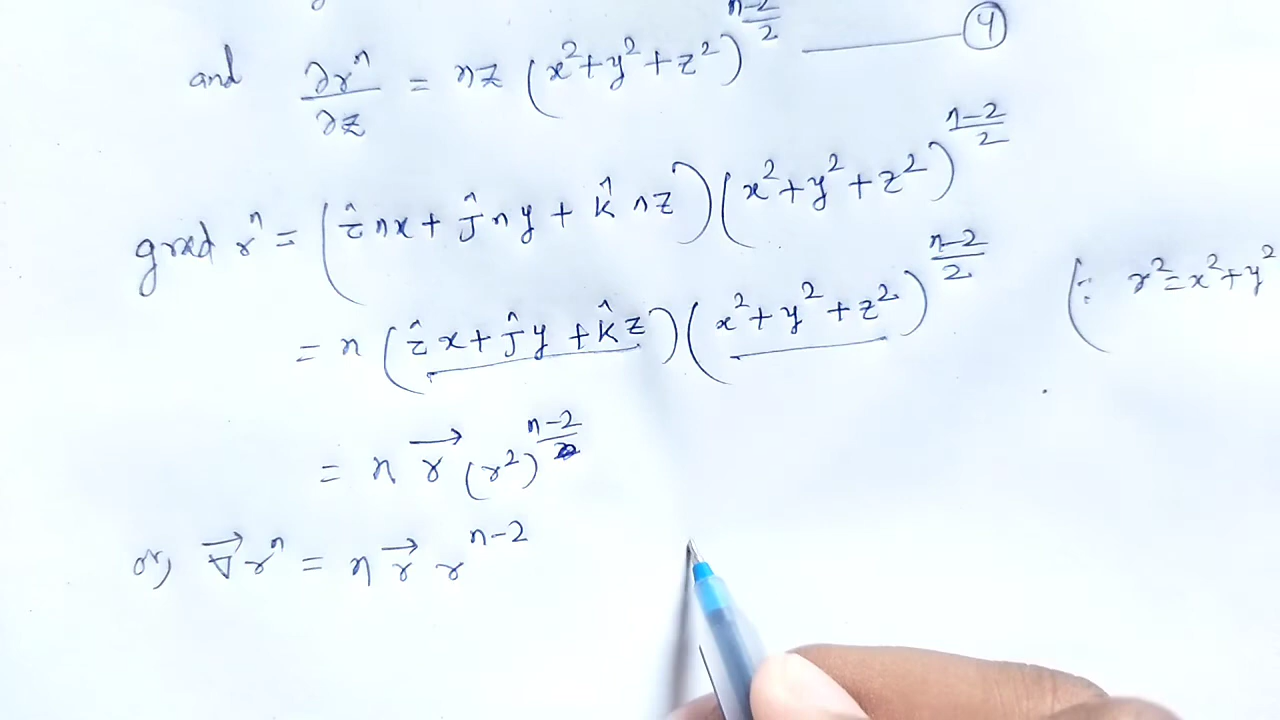 and ∂rⁿ/∂z = nz (x²+y²+z²)^((n-2)/2) —— ④
grad rⁿ = (î nx + ĵ ny + k̂ nz)(x²+y²+z²)^((n-2)/2)
= n (î x + ĵ y + k̂ z)(x²+y²+z²)^((n-2)/2) (∵ r²=x²+y²
= n r⃗ (r²)^((n-2)/2)
or, ∇⃗ rⁿ = n r⃗ r^(n-2)